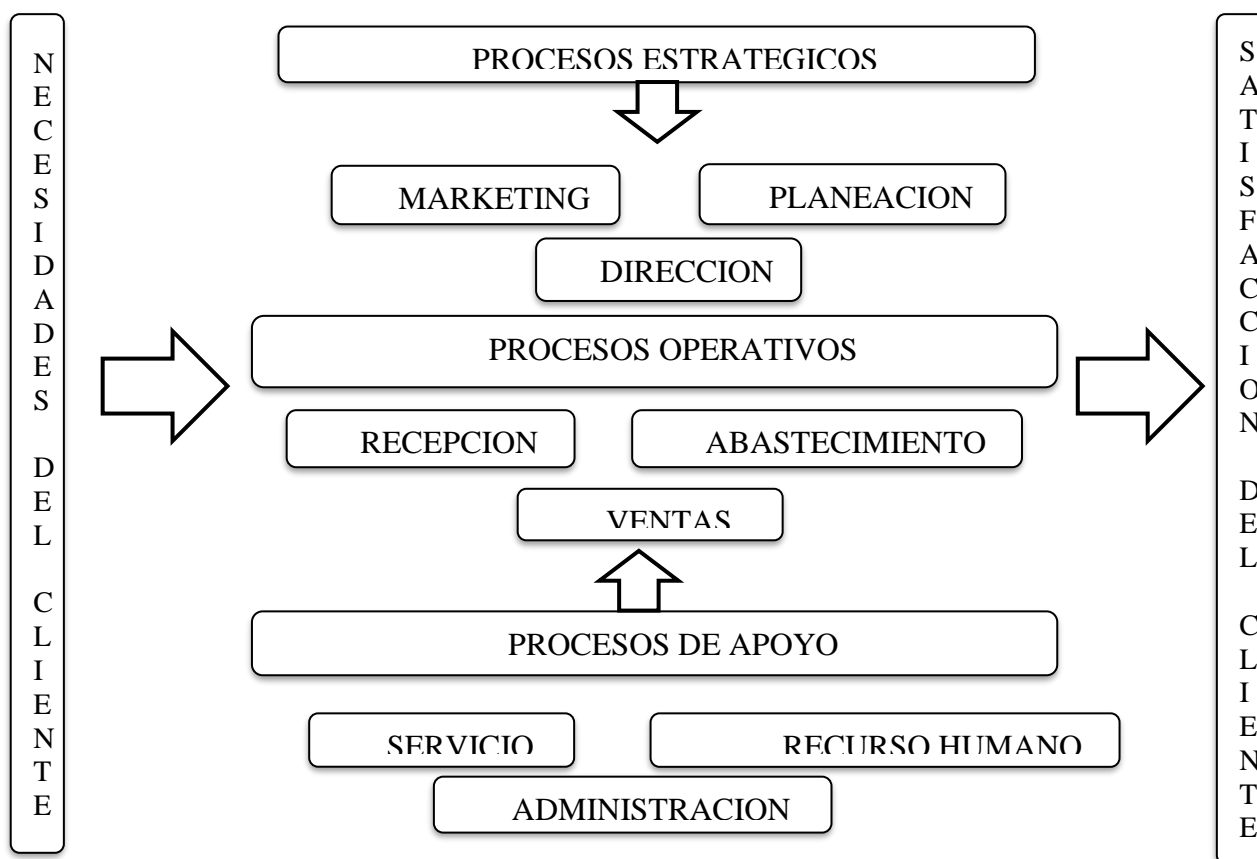 NECESIDADES DEL CLIENTE
PROCESOS ESTRATEGICOS
MARKETING
PLANEACION
DIRECCION
PROCESOS OPERATIVOS
RECEPCION
ABASTECIMIENTO
VENTAS
PROCESOS DE APOYO
SERVICIO
RECURSO HUMANO
ADMINISTRACION
SATISFACCION DEL CLIENTE